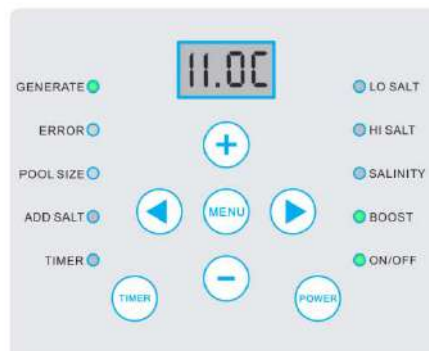 11.0C
GENERATE
ERROR
POOL SIZE
ADD SALT
TIMER
LO SALT
HI SALT
SALINITY
BOOST
ON/OFF
+
MENU
−
TIMER
POWER